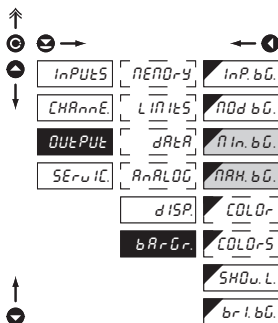 InPUtS MEMOrY InP. bG.
CHAnnE. LIMItS MOd bG.
OUtPUt dAtA MIn. bG.
SErvIC. AnALOG MAH. bG.
dISP. COLOr
bArGr. COLOrS
SHOw. L.
brI. bG.